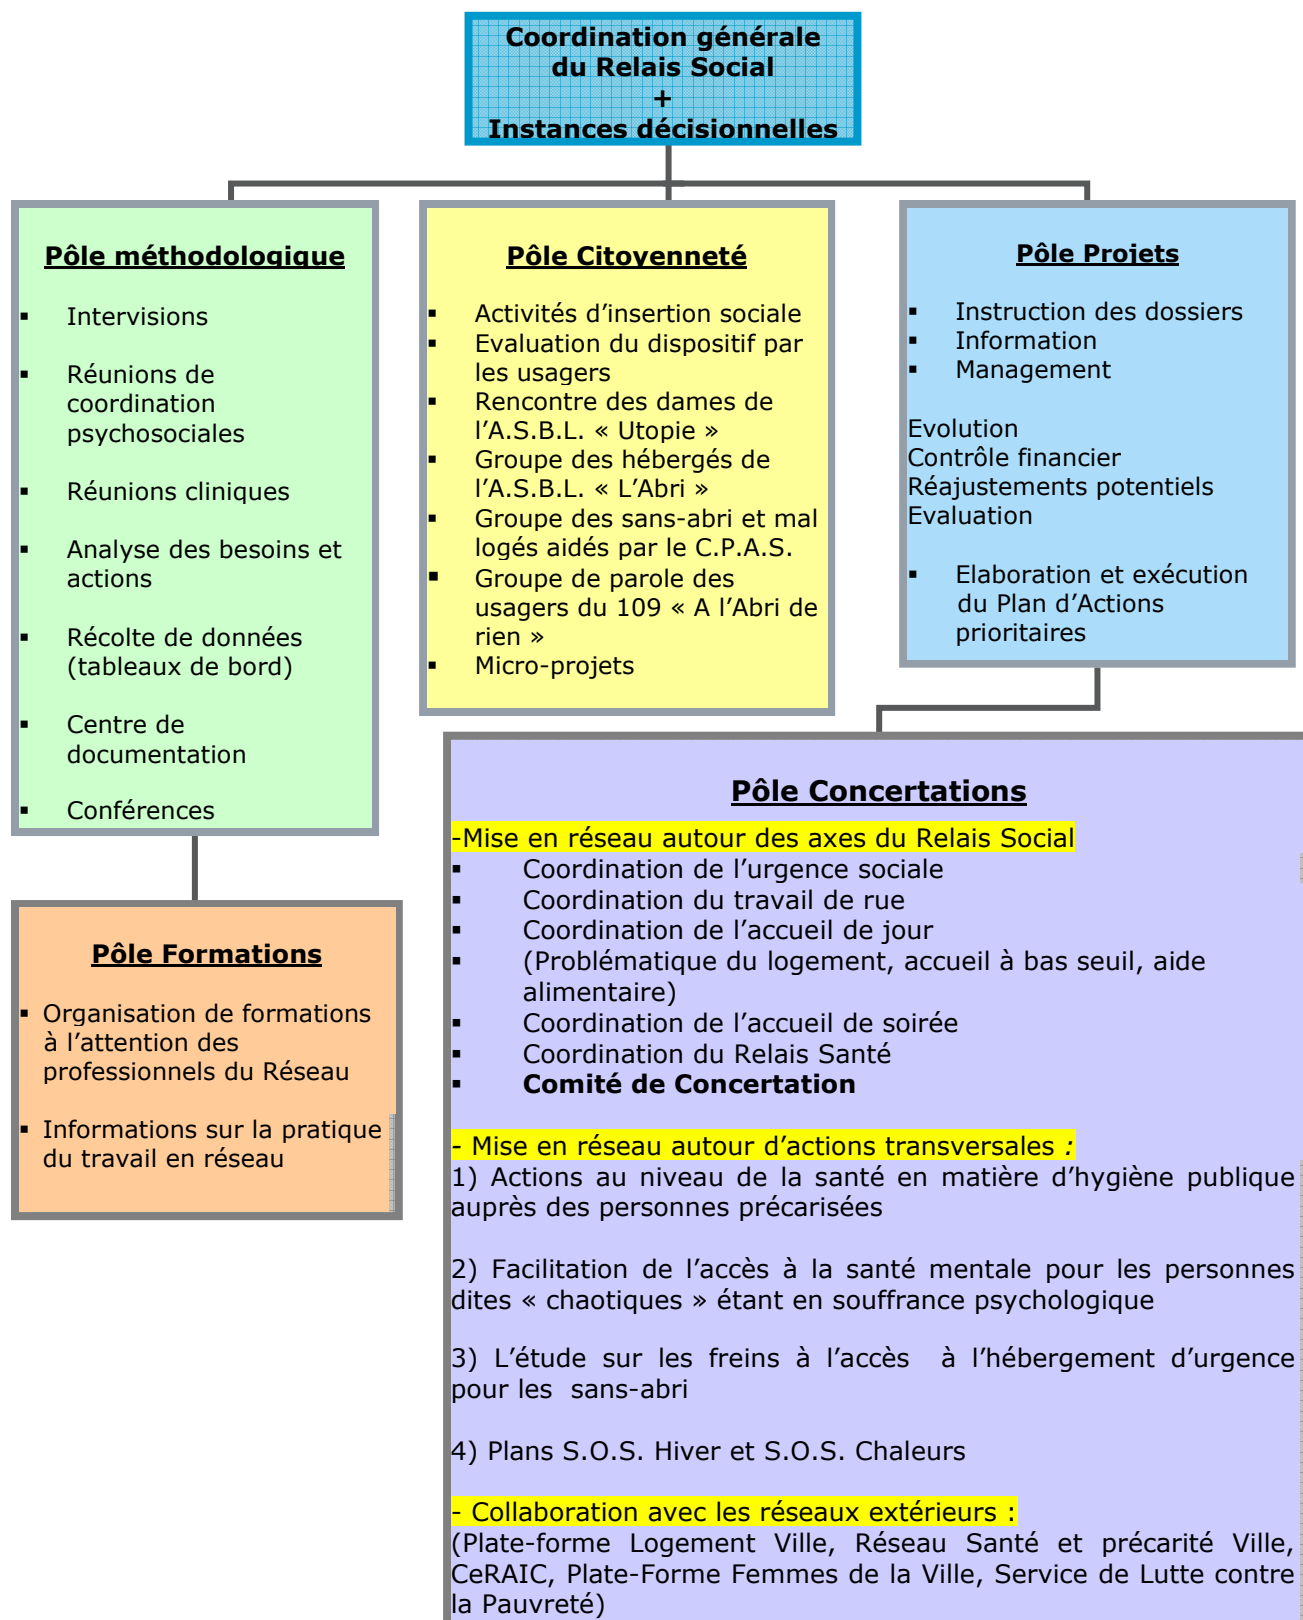 Coordination générale
du Relais Social
+
Instances décisionnelles
Pôle méthodologique
▪ Intervisions
▪ Réunions de
coordination
psychosociales
▪ Réunions cliniques
▪ Analyse des besoins et
actions
▪ Récolte de données
(tableaux de bord)
▪ Centre de
documentation
▪ Conférences
Pôle Citoyenneté
▪ Activités d’insertion sociale
▪ Evaluation du dispositif par
les usagers
▪ Rencontre des dames de
l’A.S.B.L. « Utopie »
▪ Groupe des hébergés de
l’A.S.B.L. « L’Abri »
▪ Groupe des sans-abri et mal
logés aidés par le C.P.A.S.
▪ Groupe de parole des
usagers du 109 « A l’Abri de
rien »
▪ Micro-projets
Pôle Projets
▪ Instruction des dossiers
▪ Information
▪ Management
Evolution
Contrôle financier
Réajustements potentiels
Evaluation
▪ Elaboration et exécution
du Plan d’Actions
prioritaires
Pôle Formations
▪ Organisation de formations
à l’attention des
professionnels du Réseau
▪ Informations sur la pratique
du travail en réseau
Pôle Concertations
-Mise en réseau autour des axes du Relais Social
▪ Coordination de l’urgence sociale
▪ Coordination du travail de rue
▪ Coordination de l’accueil de jour
▪ (Problématique du logement, accueil à bas seuil, aide
alimentaire)
▪ Coordination de l’accueil de soirée
▪ Coordination du Relais Santé
▪ Comité de Concertation
- Mise en réseau autour d’actions transversales :
1) Actions au niveau de la santé en matière d’hygiène publique
auprès des personnes précarisées
2) Facilitation de l’accès à la santé mentale pour les personnes
dites « chaotiques » étant en souffrance psychologique
3) L’étude sur les freins à l’accès à l’hébergement d’urgence
pour les sans-abri
4) Plans S.O.S. Hiver et S.O.S. Chaleurs
- Collaboration avec les réseaux extérieurs :
(Plate-forme Logement Ville, Réseau Santé et précarité Ville,
CeRAIC, Plate-Forme Femmes de la Ville, Service de Lutte contre
la Pauvreté)